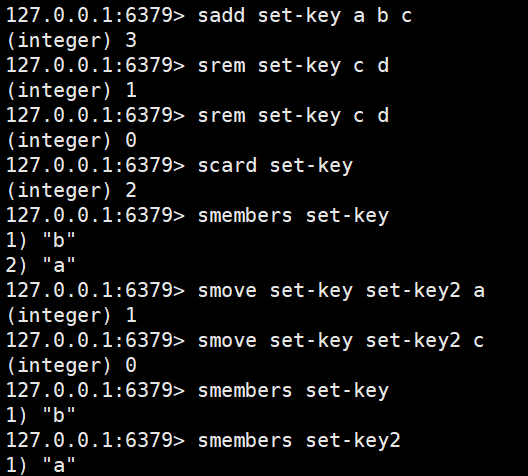 127.0.0.1:6379> sadd set-key a b c
(integer) 3
127.0.0.1:6379> srem set-key c d
(integer) 1
127.0.0.1:6379> srem set-key c d
(integer) 0
127.0.0.1:6379> scard set-key
(integer) 2
127.0.0.1:6379> smembers set-key
1) "b"
2) "a"
127.0.0.1:6379> smove set-key set-key2 a
(integer) 1
127.0.0.1:6379> smove set-key set-key2 c
(integer) 0
127.0.0.1:6379> smembers set-key
1) "b"
127.0.0.1:6379> smembers set-key2
1) "a"